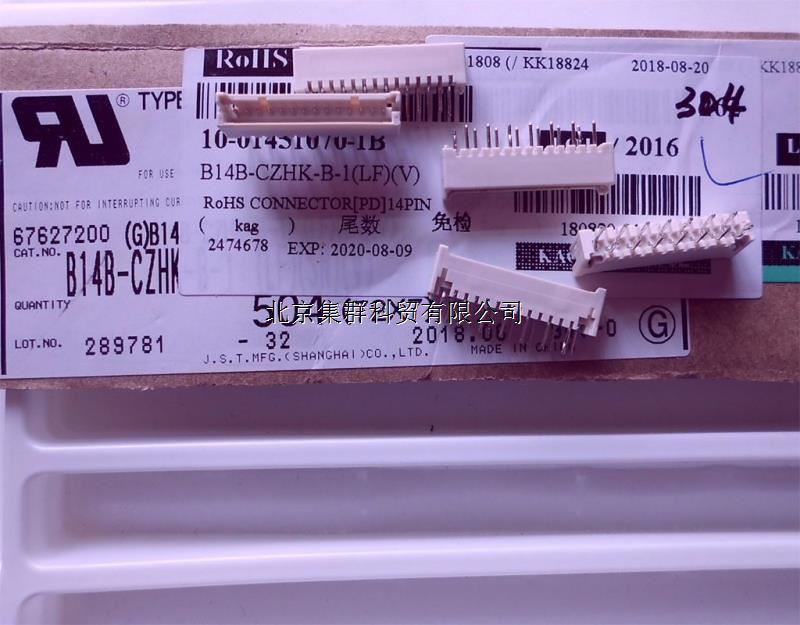 RoHS
1808 (/ KK18824
2018-08-20
KK188
® TYPE
10-01451070-1B
/ 2016
FOR USE
B14B-CZHK-B-1(LF)(V)
CAUTION:NOT FOR INTERRUPTING CUR
RoHS CONNECTOR[PD]14PIN
67627200 (G)B14
( kag ) 尾数 免检
CAT.NO.
B14B-CZHK
2474678 EXP: 2020-08-09
QUANTITY
北京集群科贸有限公司
LOT.NO. 289781 - 32 2018.
J.S.T.MFG.(SHANGHAI)CO.,LTD. MADE IN CHI
G